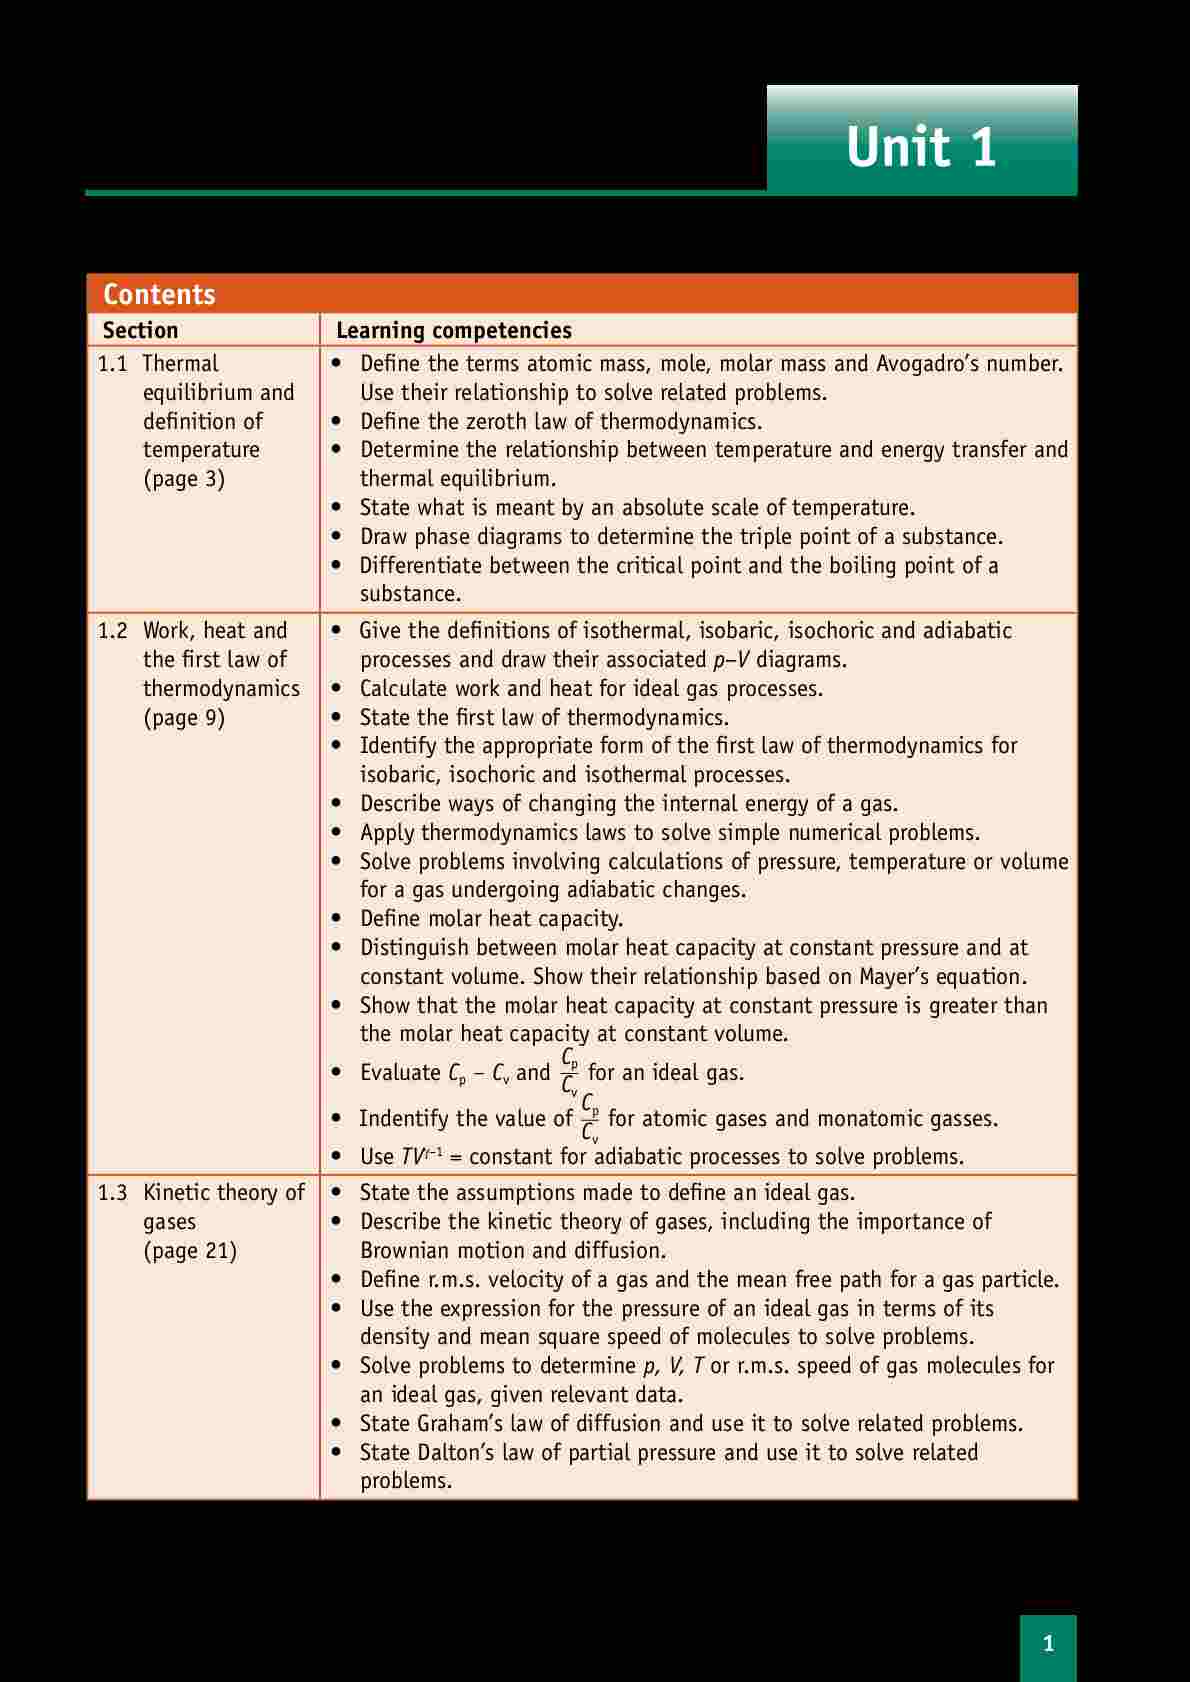 Unit 1
Contents
Section Learning competencies
1.1 Thermal
equilibrium and
definition of
temperature
(page 3)
• Define the terms atomic mass, mole, molar mass and Avogadro’s number.
Use their relationship to solve related problems.
• Define the zeroth law of thermodynamics.
• Determine the relationship between temperature and energy transfer and
thermal equilibrium.
• State what is meant by an absolute scale of temperature.
• Draw phase diagrams to determine the triple point of a substance.
• Differentiate between the critical point and the boiling point of a
substance.
1.2 Work, heat and
the first law of
thermodynamics
(page 9)
• Give the definitions of isothermal, isobaric, isochoric and adiabatic
processes and draw their associated p–V diagrams.
• Calculate work and heat for ideal gas processes.
• State the first law of thermodynamics.
• Identify the appropriate form of the first law of thermodynamics for
isobaric, isochoric and isothermal processes.
• Describe ways of changing the internal energy of a gas.
• Apply thermodynamics laws to solve simple numerical problems.
• Solve problems involving calculations of pressure, temperature or volume
for a gas undergoing adiabatic changes.
• Define molar heat capacity.
• Distinguish between molar heat capacity at constant pressure and at
constant volume. Show their relationship based on Mayer’s equation.
• Show that the molar heat capacity at constant pressure is greater than
the molar heat capacity at constant volume.
• Evaluate Cp – Cv and Cp/Cv for an ideal gas.
• Indentify the value of Cp/Cv for atomic gases and monatomic gasses.
• Use TVγ–1 = constant for adiabatic processes to solve problems.
1.3 Kinetic theory of
gases
(page 21)
• State the assumptions made to define an ideal gas.
• Describe the kinetic theory of gases, including the importance of
Brownian motion and diffusion.
• Define r.m.s. velocity of a gas and the mean free path for a gas particle.
• Use the expression for the pressure of an ideal gas in terms of its
density and mean square speed of molecules to solve problems.
• Solve problems to determine p, V, T or r.m.s. speed of gas molecules for
an ideal gas, given relevant data.
• State Graham’s law of diffusion and use it to solve related problems.
• State Dalton’s law of partial pressure and use it to solve related
problems.
1